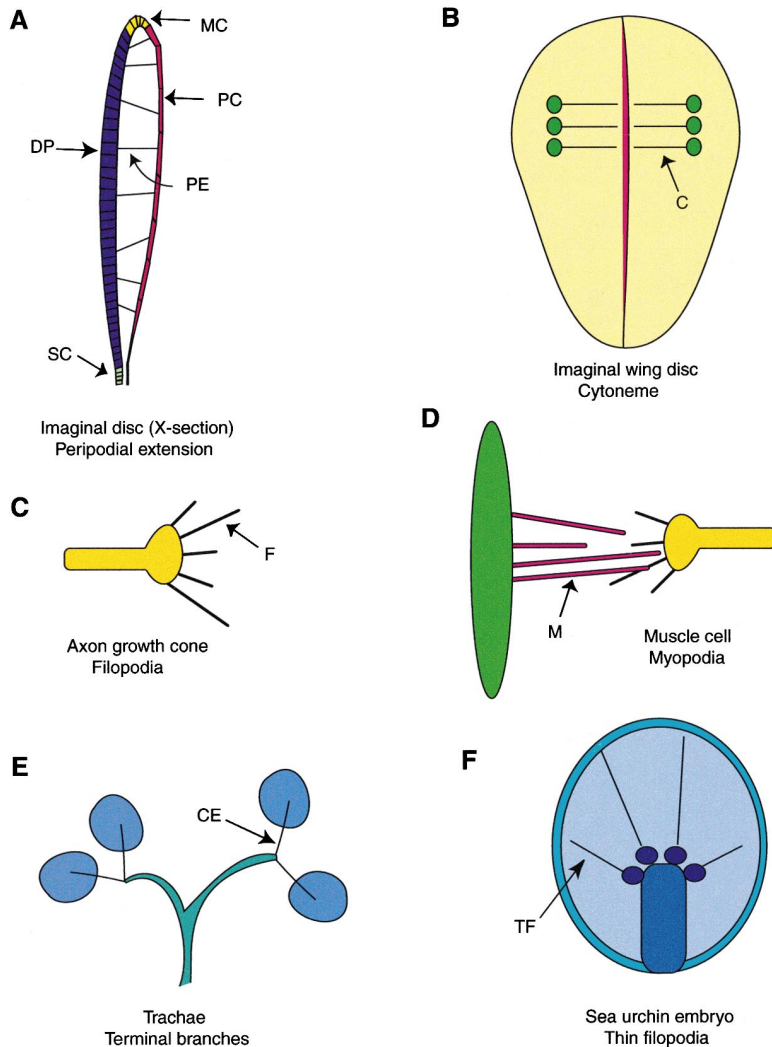 A
MC
PC
DP
PE
SC
Imaginal disc (X-section)
Peripodial extension
B
C
Imaginal wing disc
Cytoneme
C
F
Axon growth cone
Filopodia
D
M
Muscle cell
Myopodia
E
CE
Trachae
Terminal branches
F
TF
Sea urchin embryo
Thin filopodia